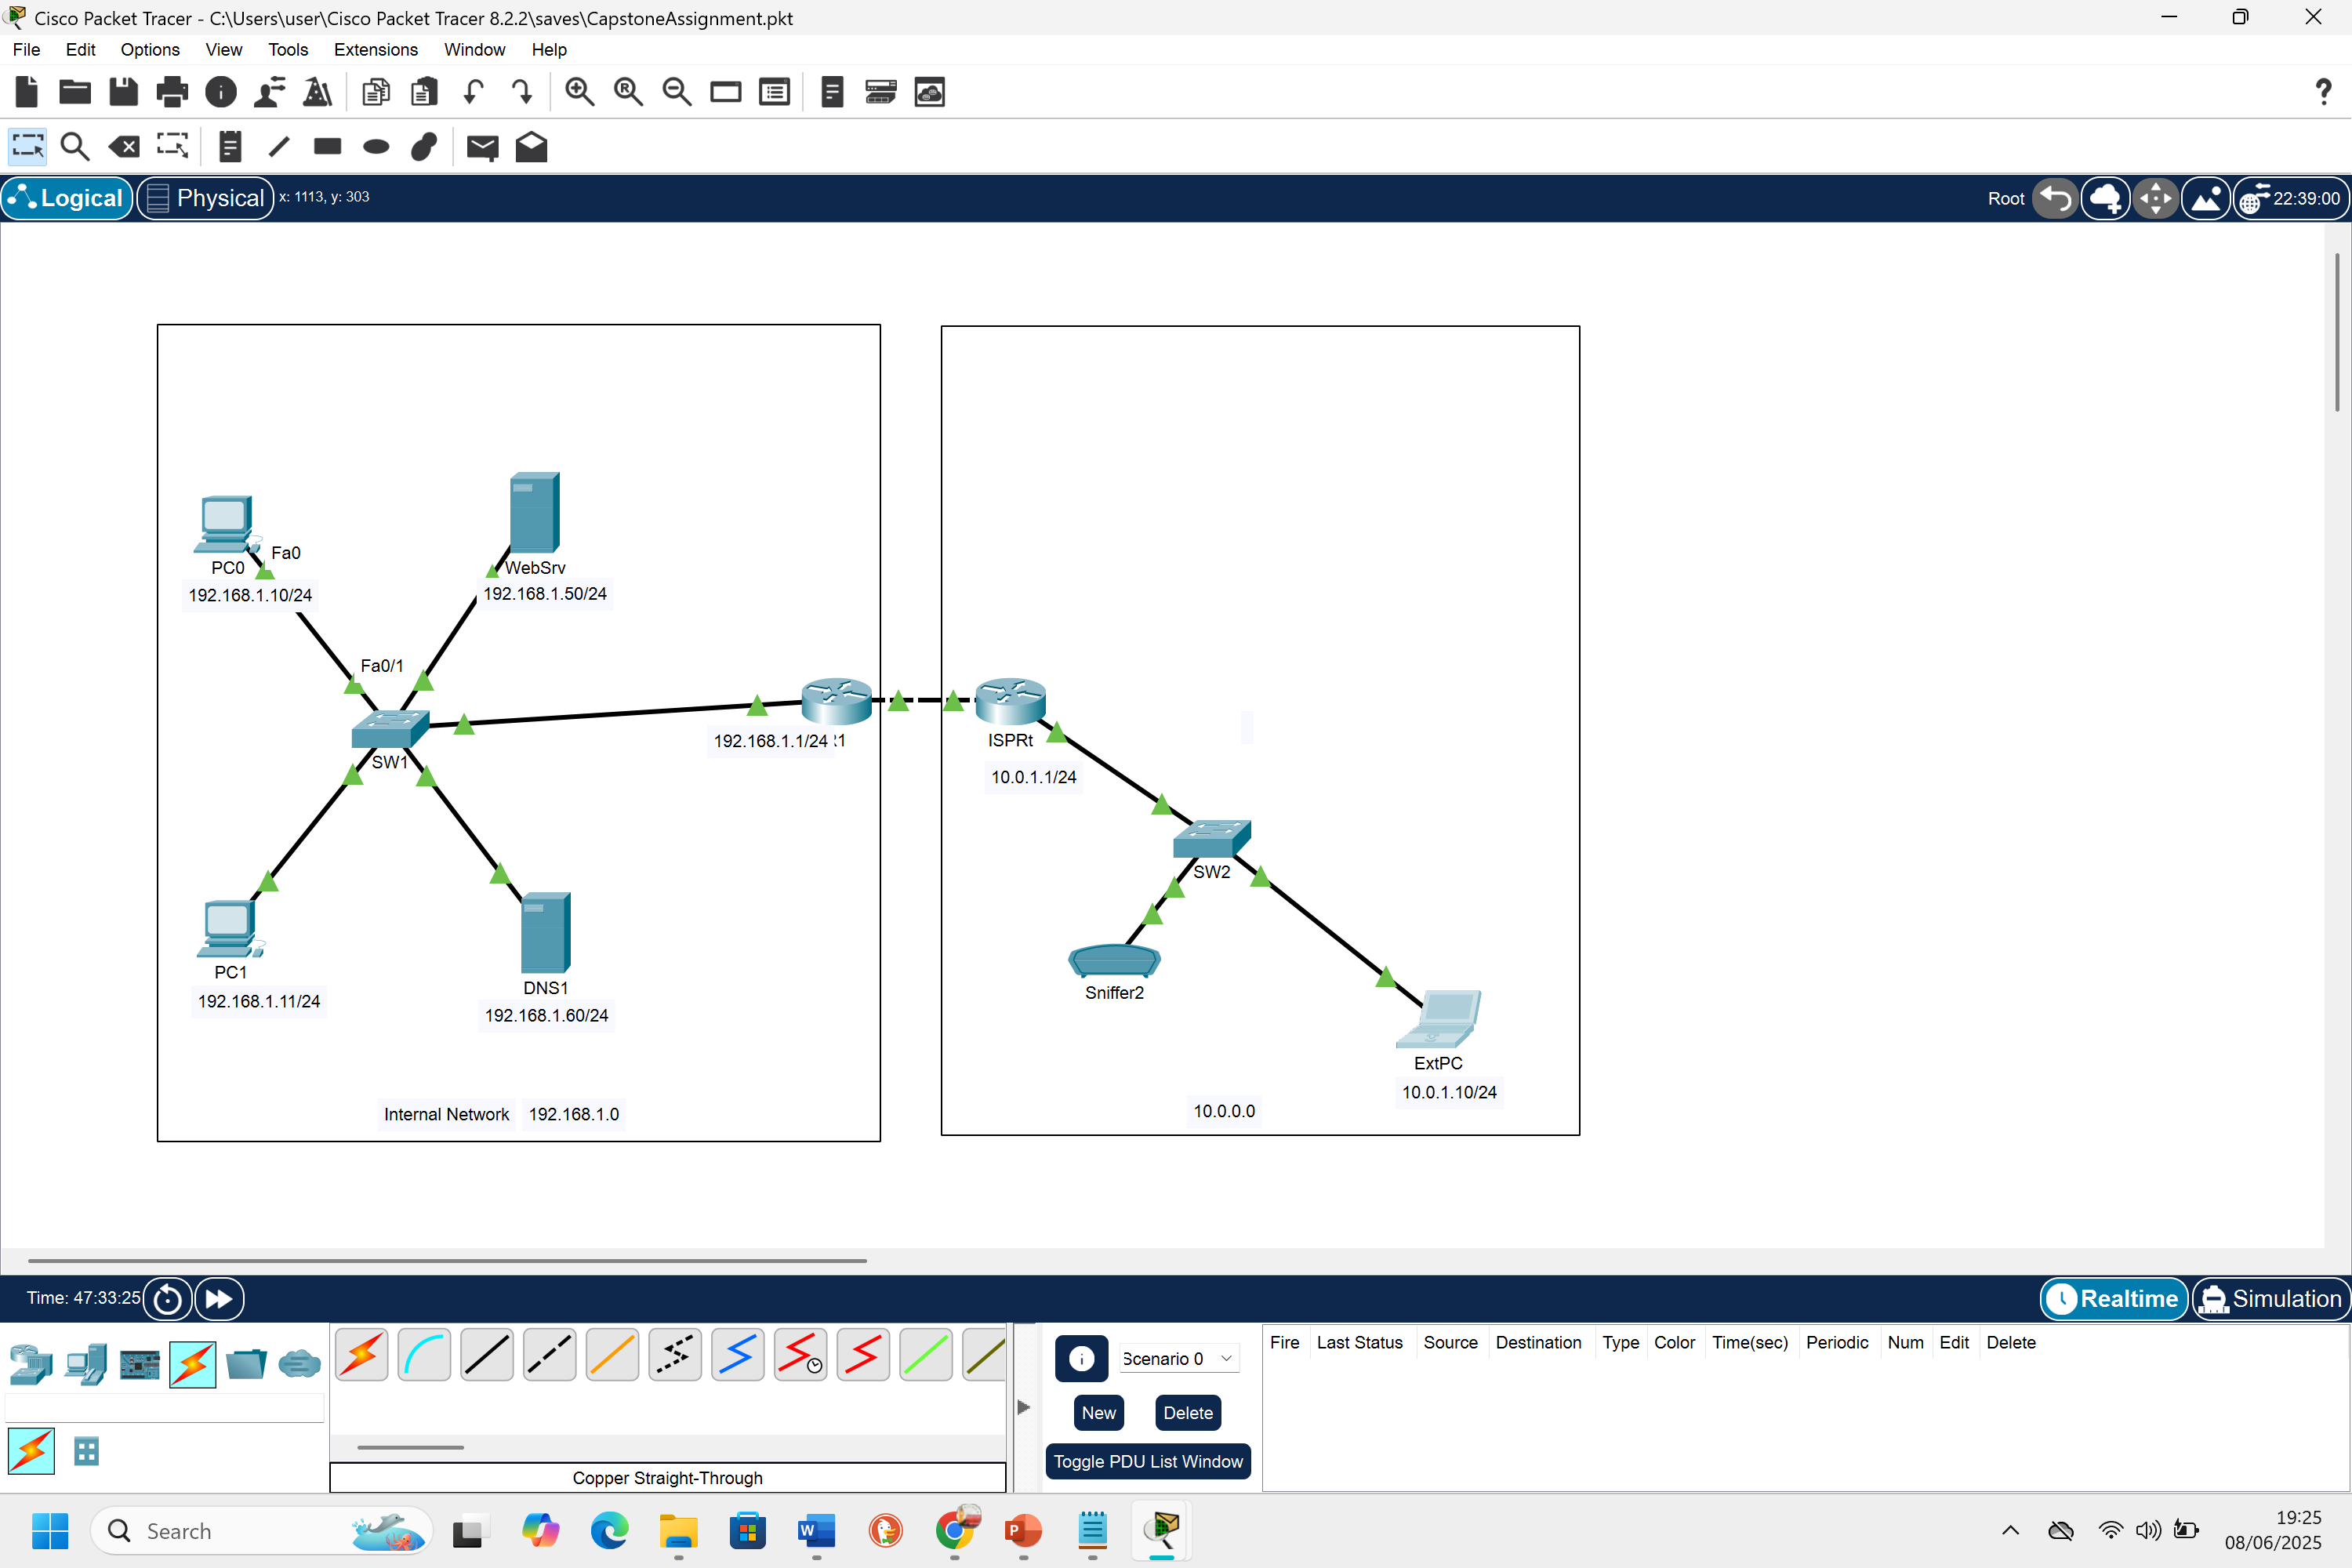 Cisco Packet Tracer - C:\Users\user\Cisco Packet Tracer 8.2.2\saves\CapstoneAssignment.pkt
File Edit Options View Tools Extensions Window Help
Logical Physical x: 1113, y: 303 Root 22:39:00
Fa0
PC0
192.168.1.10/24
WebSrv
192.168.1.50/24
Fa0/1
SW1
192.168.1.1/24
ISPRt
10.0.1.1/24
SW2
PC1
192.168.1.11/24
DNS1
192.168.1.60/24
Sniffer2
ExtPC
10.0.1.10/24
Internal Network 192.168.1.0
10.0.0.0
Time: 47:33:25 Realtime Simulation
Scenario 0
New Delete
Toggle PDU List Window
Fire Last Status Source Destination Type Color Time(sec) Periodic Num Edit Delete
Copper Straight-Through
Search
19:25
08/06/2025